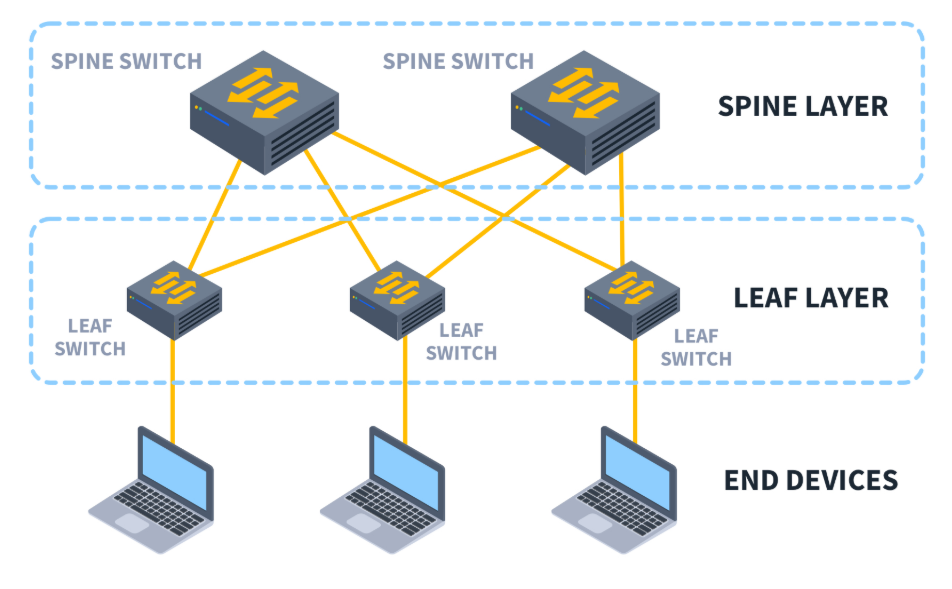 SPINE SWITCH
SPINE SWITCH
SPINE LAYER
LEAF LAYER
LEAF
SWITCH
LEAF
SWITCH
LEAF
SWITCH
END DEVICES